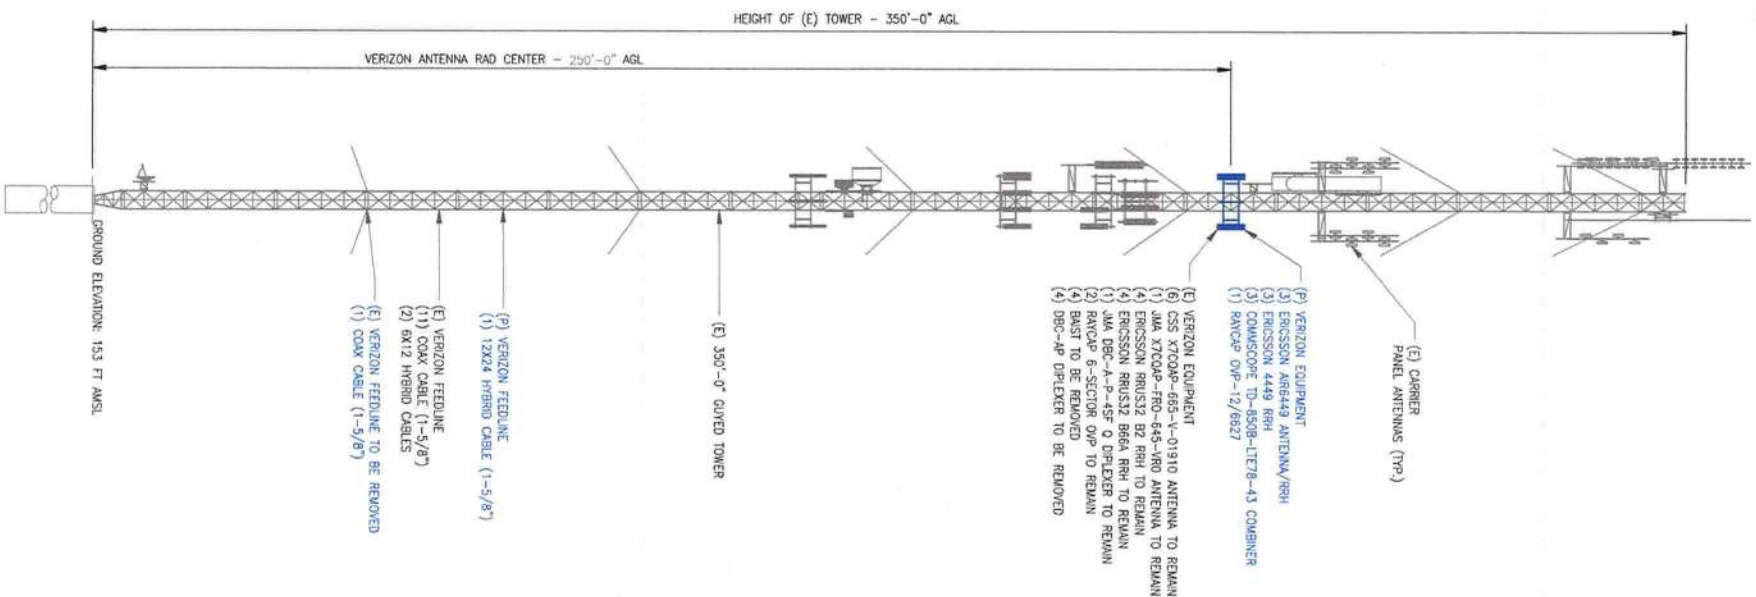 HEIGHT OF (E) TOWER - 350'-0" AGL
VERIZON ANTENNA RAD CENTER - 250'-0" AGL
GROUND ELEVATION: 153 FT AMSL
(E) VERIZON FEEDLINE TO BE REMOVED
(1) COAX CABLE (1-5/8")
(E) VERIZON FEEDLINE
(11) COAX CABLE (1-5/8")
(2) 6X12 HYBRID CABLES
(P) VERIZON FEEDLINE
(1) 12X24 HYBRID CABLE (1-5/8")
(E) 350'-0" GUYED TOWER
(E) VERIZON EQUIPMENT
(6) CSS X7CQAP-665-V-01910 ANTENNA TO REMAIN
(1) JMA X7CQAP-FRO-645-VR0 ANTENNA TO REMAIN
(4) ERICSSON RRUS32 B2 RRH TO REMAIN
(4) ERICSSON RRUS32 B66A RRH TO REMAIN
(1) JMA DBC-A-P-4SF Q DIPLEXER TO REMAIN
(2) RAYCAP 6-SECTOR OVP TO REMAIN
(4) BAIST TO BE REMOVED
(4) DBC-AP DIPLEXER TO BE REMOVED
(P) VERIZON EQUIPMENT
(3) ERICSSON AIR6449 ANTENNA/RRH
(3) ERICSSON 4449 RRH
(3) COMMSCOPE TD-850B-LTE78-43 COMBINER
(1) RAYCAP OVP-12/6627
(E) CARRIER
PANEL ANTENNAS (TYP.)